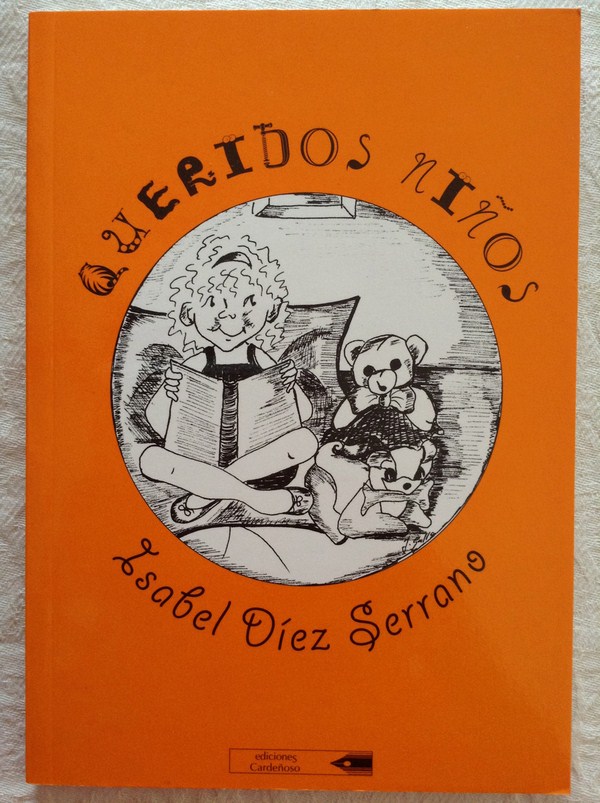 QUERIDOS NIÑOS
Isabel Díez Serrano
ediciones
Cardeñoso